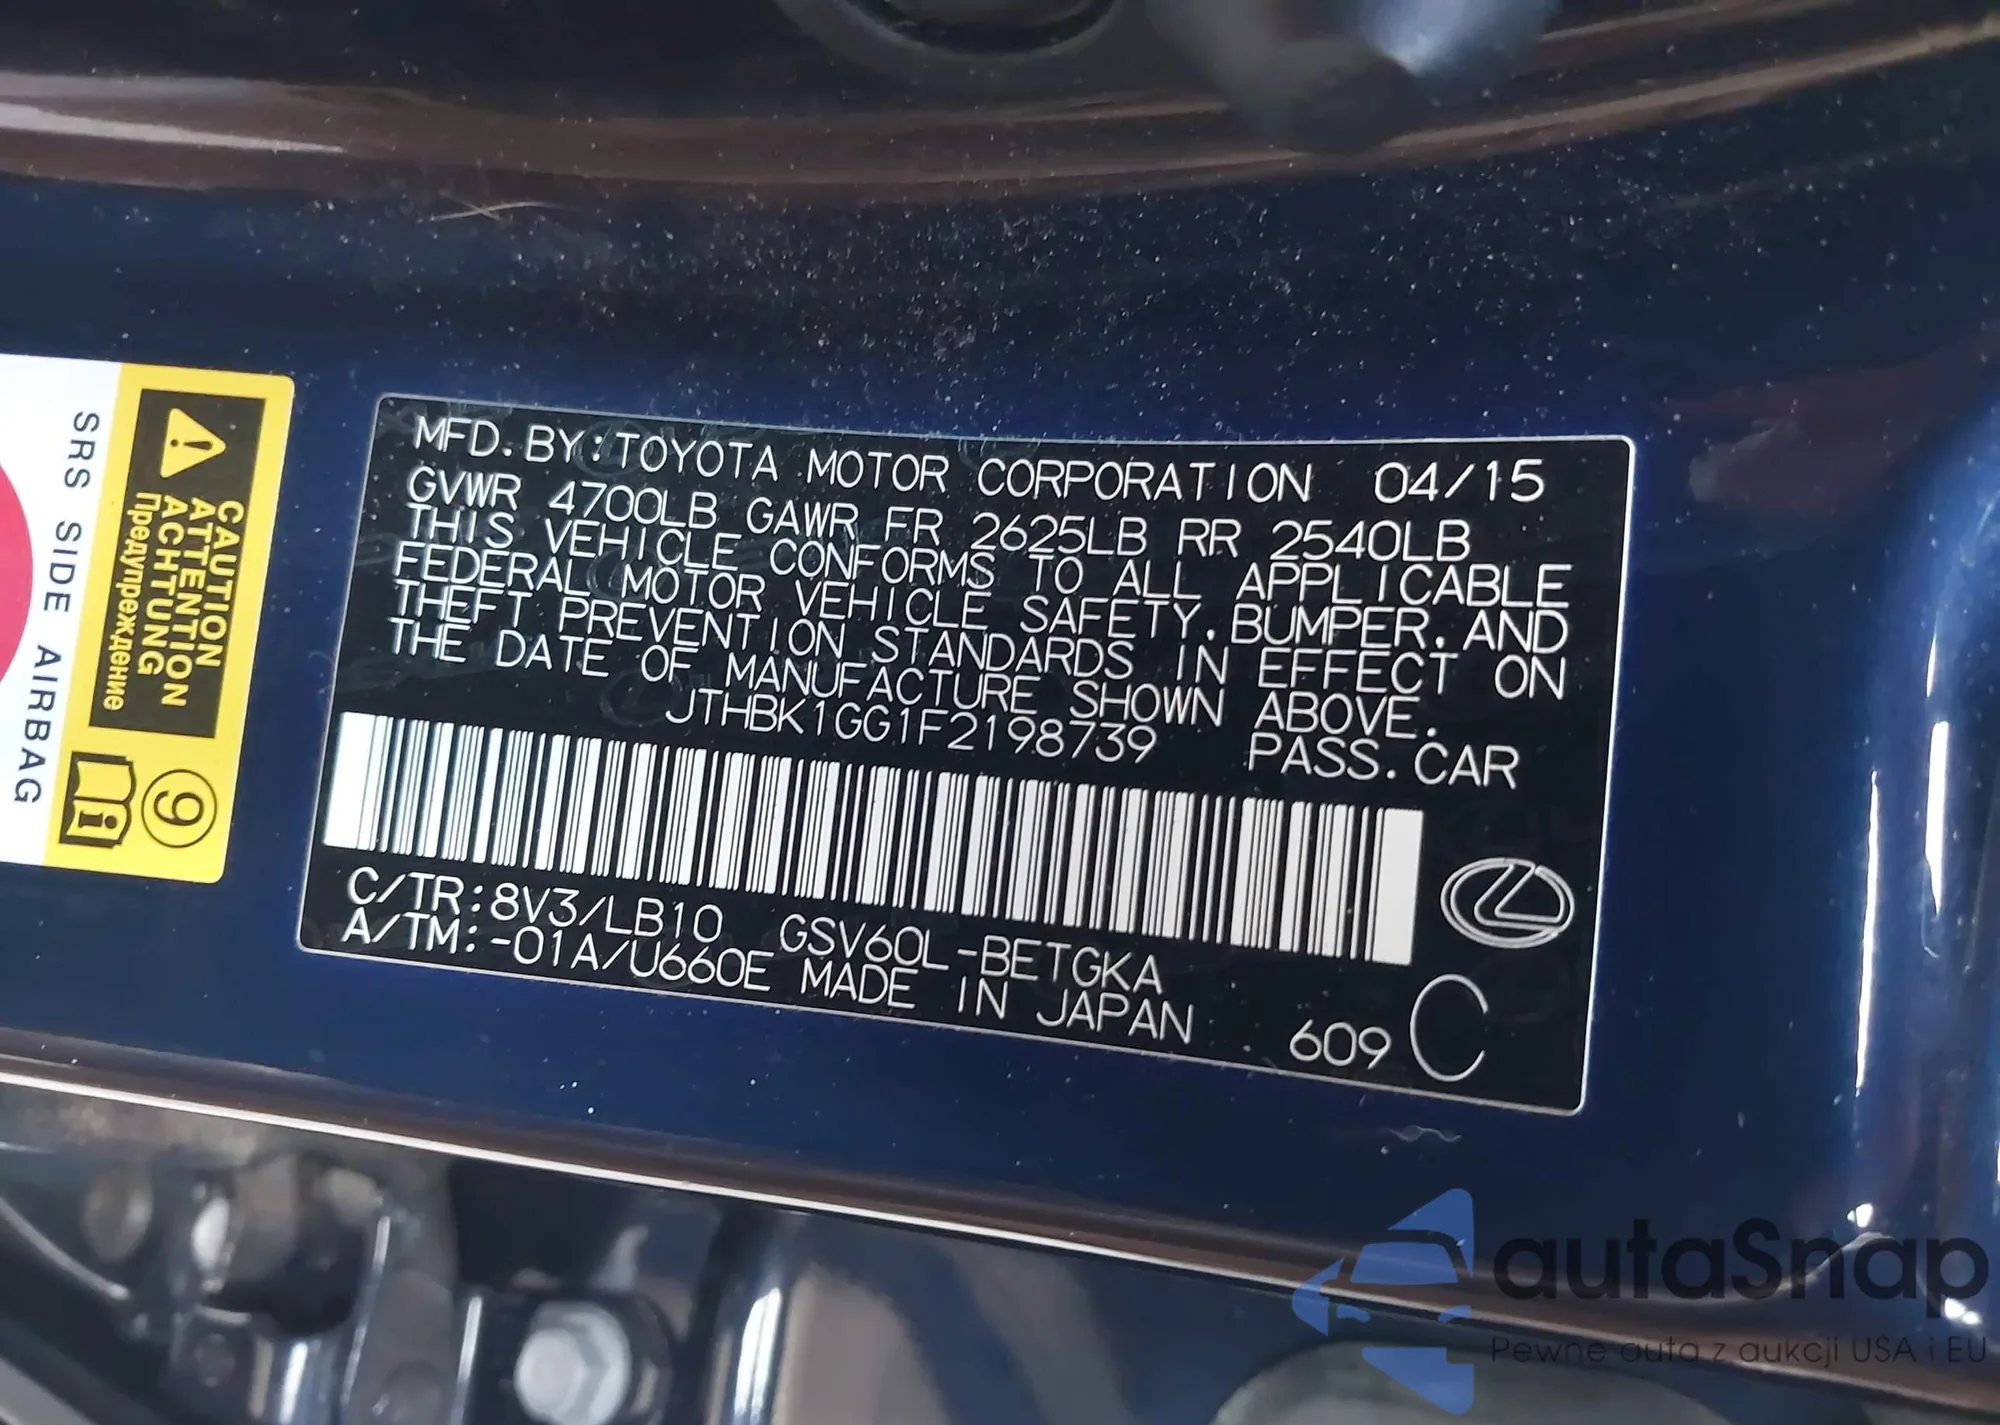 MFD.BY:TOYOTA MOTOR CORPORATION 04/15
GVWR 4700LB GAWR FR 2625LB RR 2540LB
THIS VEHICLE CONFORMS TO ALL APPLICABLE
FEDERAL MOTOR VEHICLE SAFETY.BUMPER.AND
THEFT PREVENTION STANDARDS IN EFFECT ON
THE DATE OF MANUFACTURE SHOWN ABOVE.
JTHBK1GG1F2198739 PASS.CAR
C/TR:8V3/LB10 GSV60L-BETGKA
A/TM:-01A/U660E MADE IN JAPAN 609 C
CAUTION
ATTENTION
ACHTUNG
Предупреждение
SRS SIDE AIRBAG
9
autaSnap
Pewne auta z aukcji USA i EU